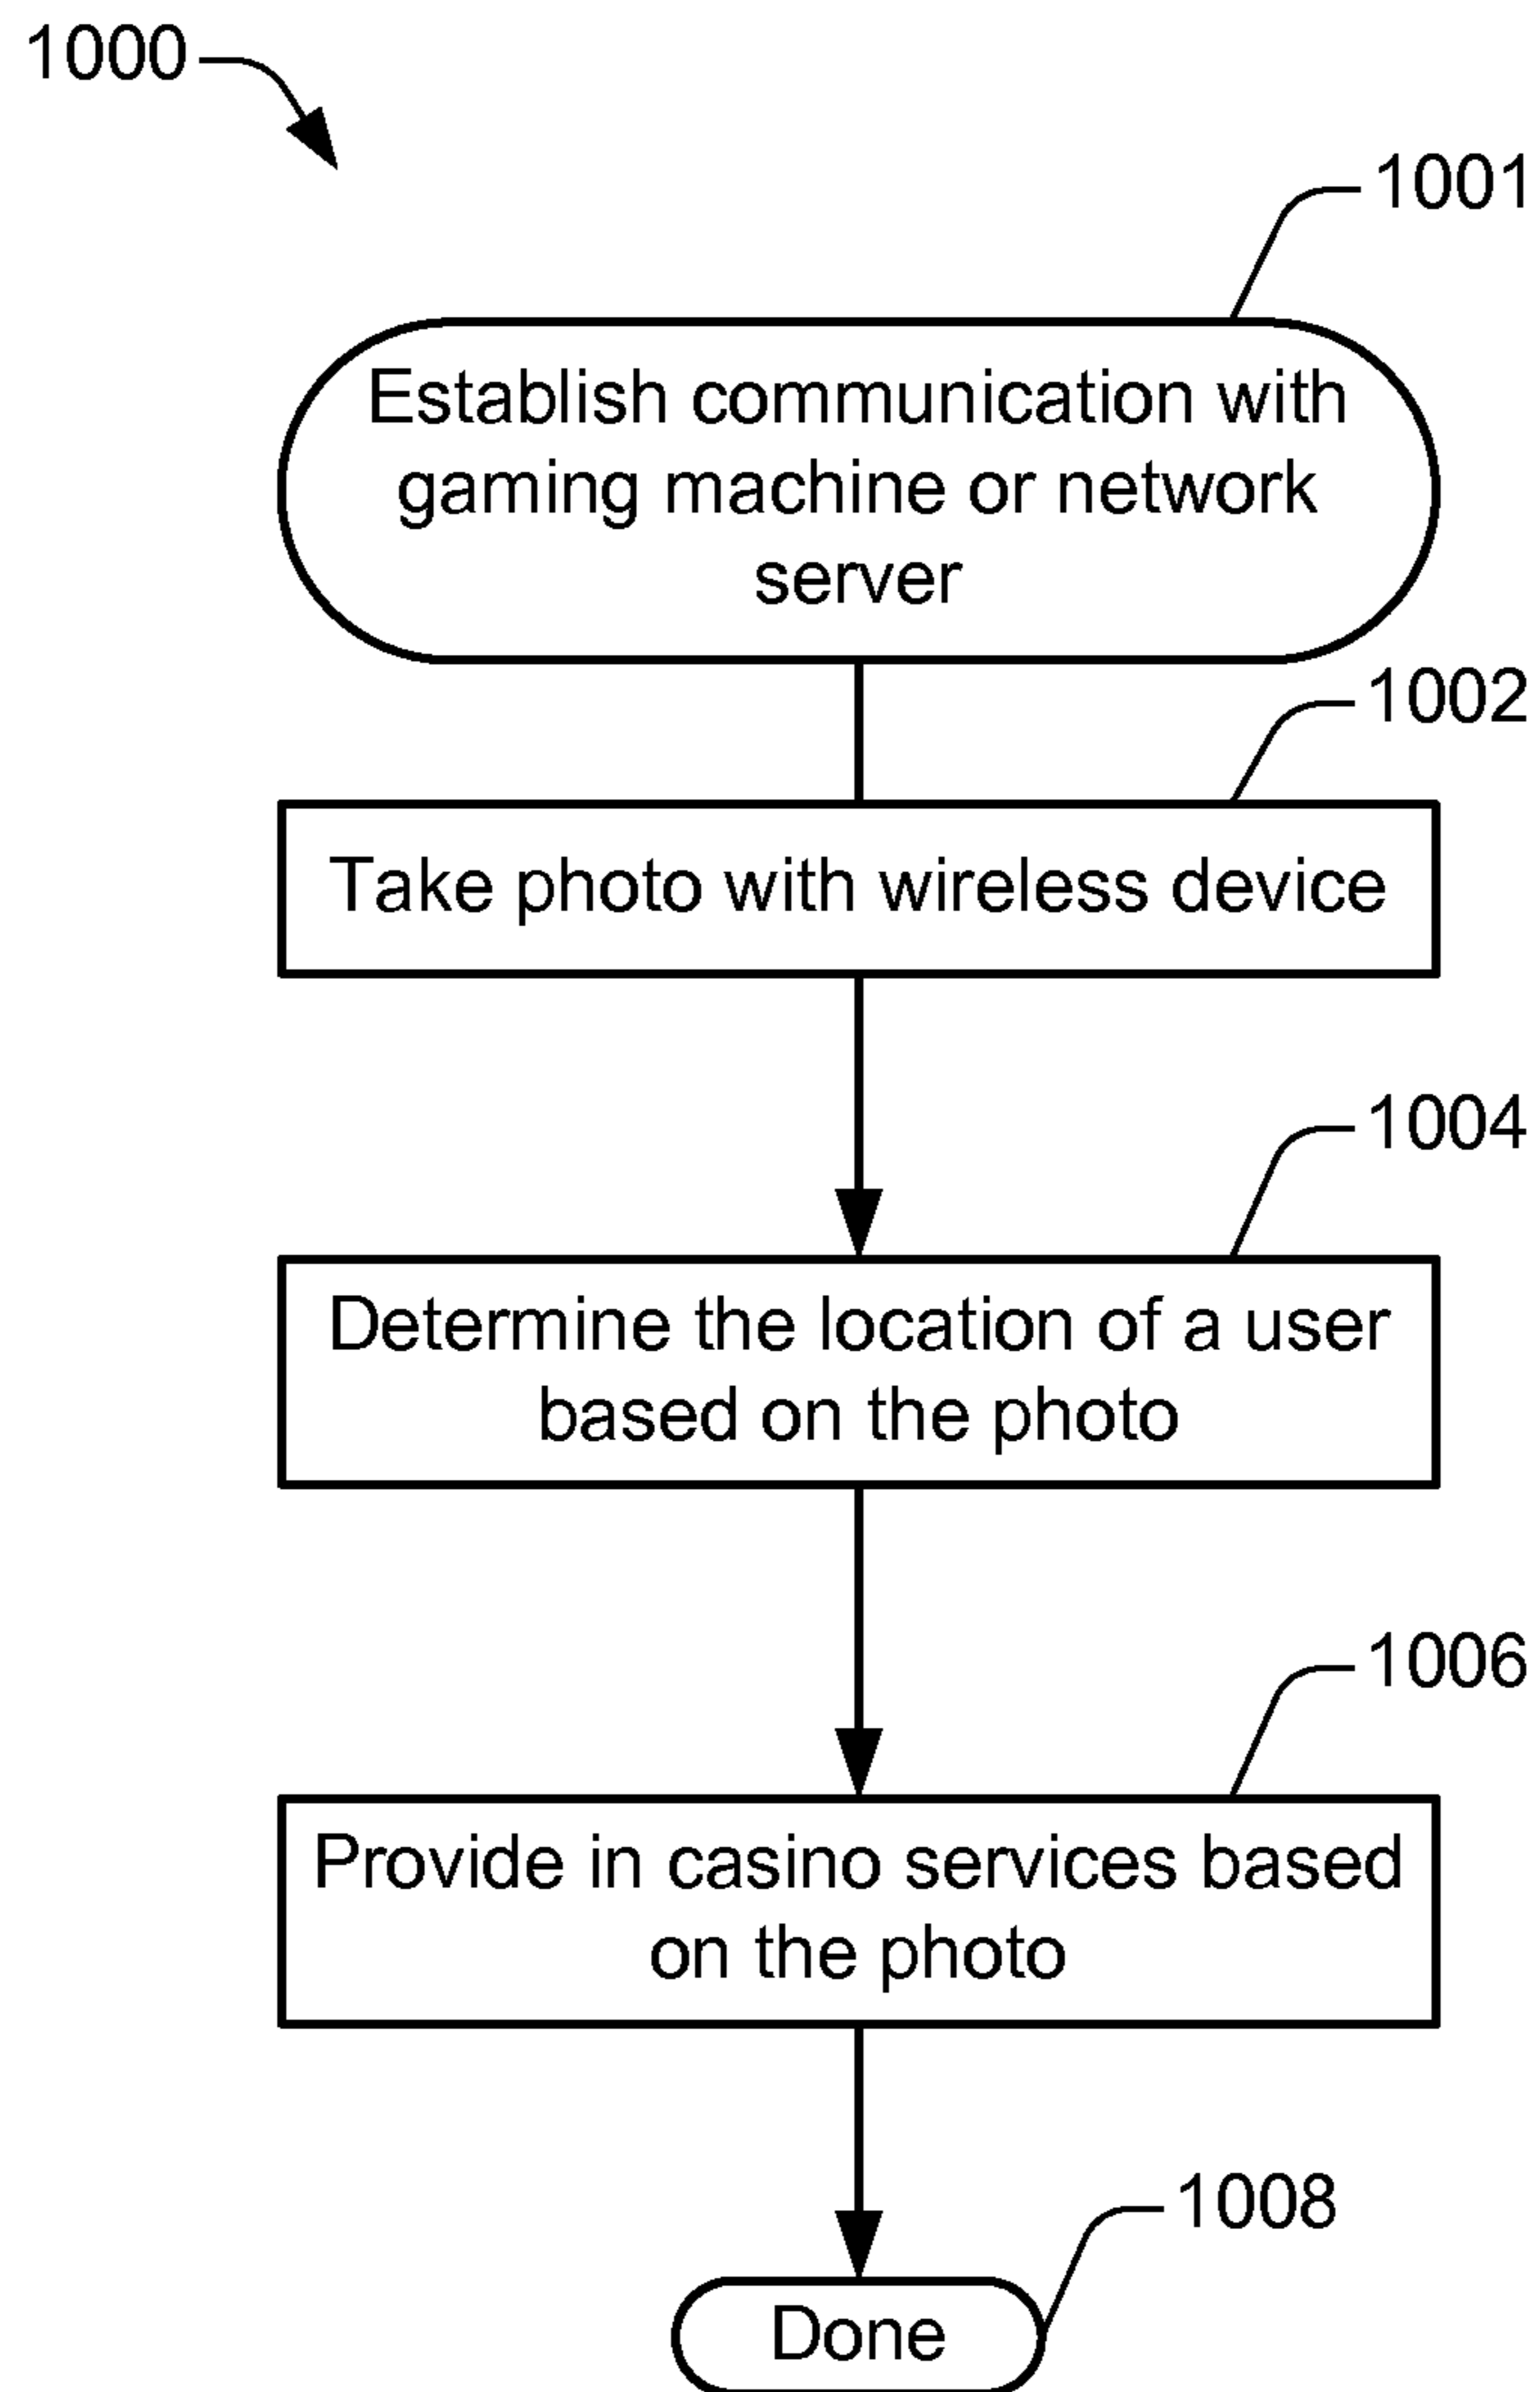 1000
1001
Establish communication with
gaming machine or network
server
1002
Take photo with wireless device
1004
Determine the location of a user
based on the photo
1006
Provide in casino services based
on the photo
1008
Done